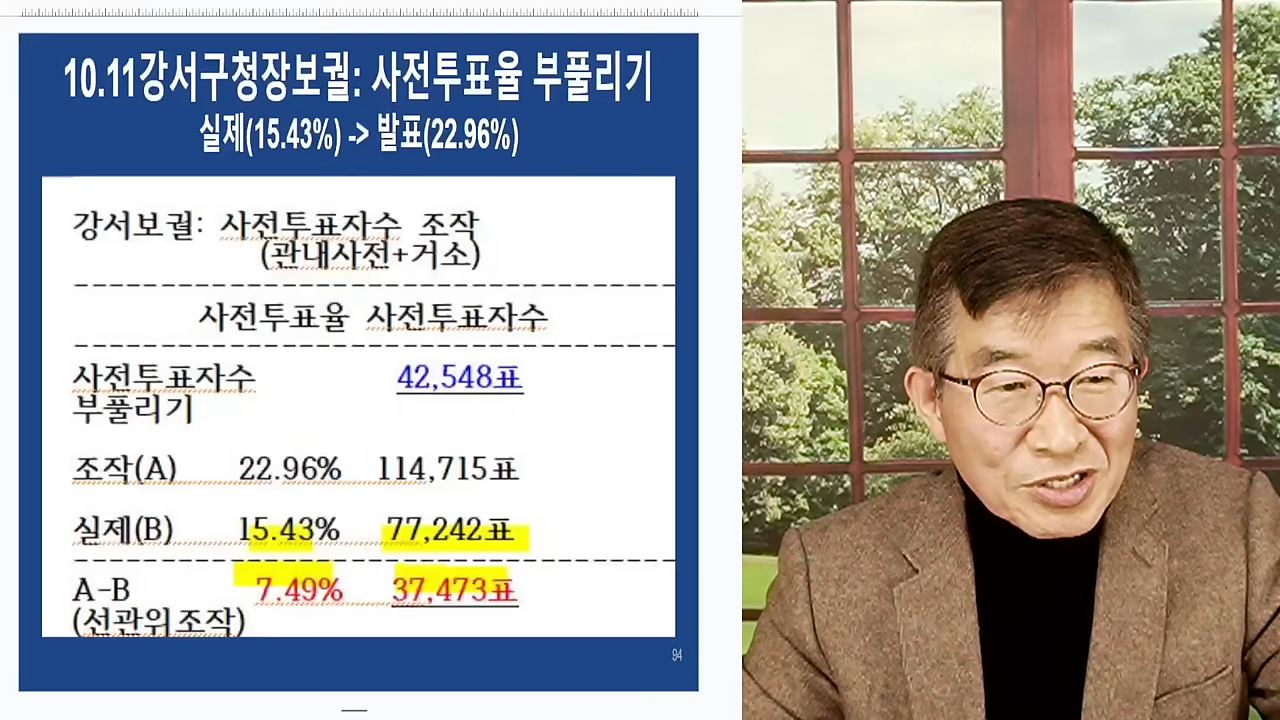 10.11강서구청장보궐: 사전투표율 부풀리기
실제(15.43%) -> 발표(22.96%)
강서보궐: 사전투표자수 조작
(관내사전+거소)
사전투표율 사전투표자수
사전투표자수 42,548표
부풀리기
조작(A) 22.96% 114,715표
실제(B) 15.43% 77,242표
A-B 7.49% 37,473표
(선관위조작)
94